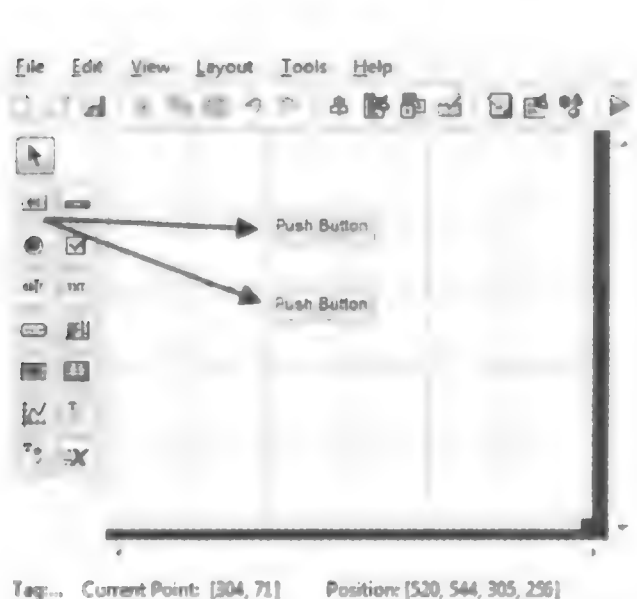 File Edit View Layout Tools Help
Push Button
Push Button
Tag:... Current Point: [304, 71] Position: [520, 544, 305, 256]